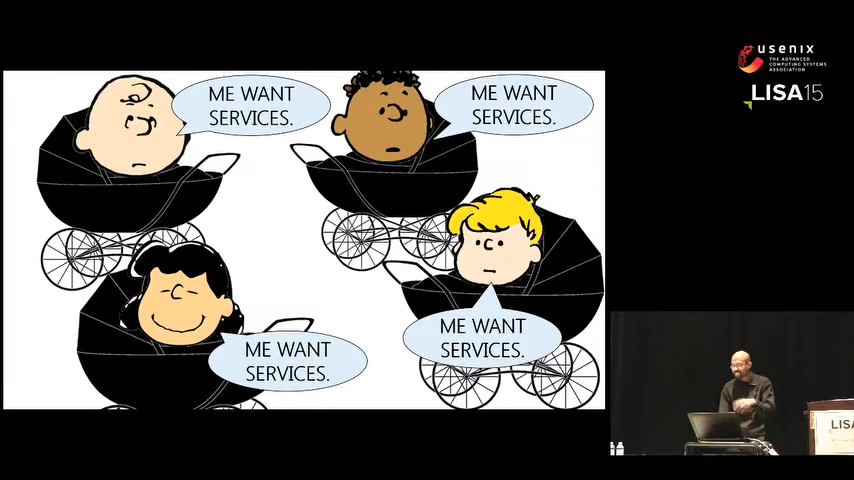 usenix
THE ADVANCED
COMPUTING SYSTEMS
ASSOCIATION
LISA15
ME WANT
SERVICES.
ME WANT
SERVICES.
ME WANT
SERVICES.
ME WANT
SERVICES.
LISA